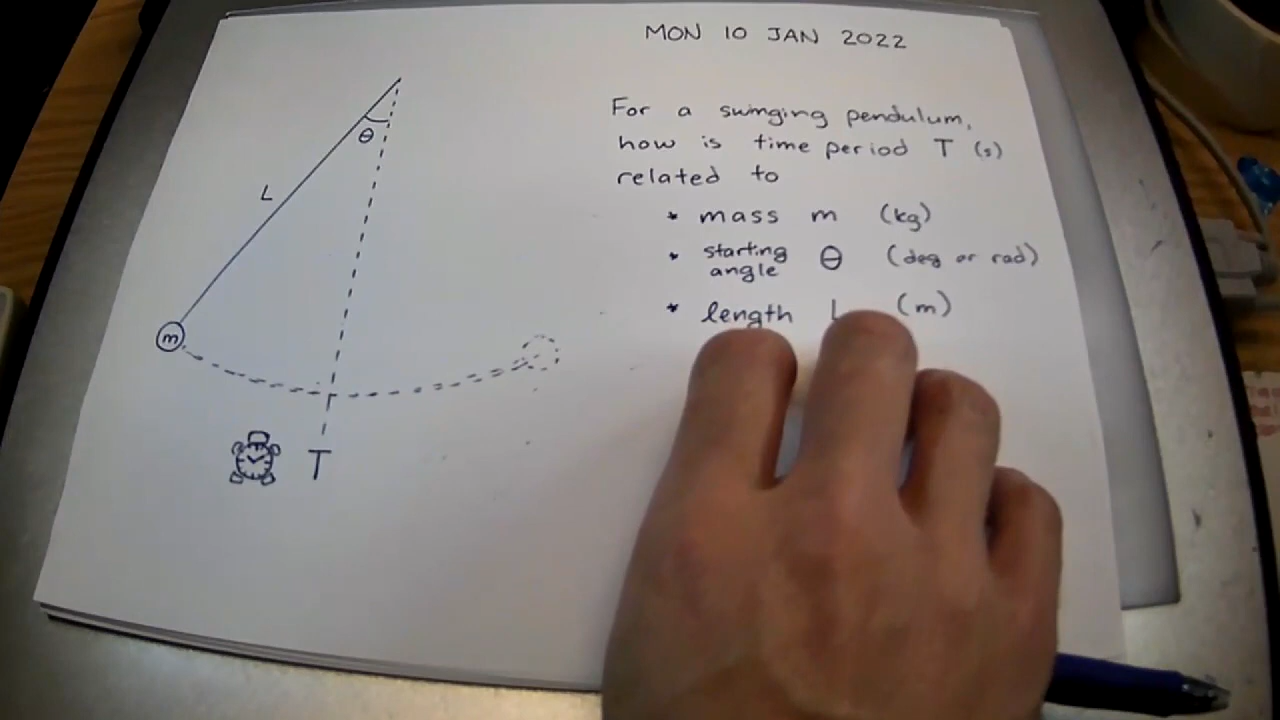 MON 10 JAN 2022
For a swinging pendulum,
how is time period T (s)
related to
* mass m (kg)
* starting angle θ (deg or rad)
* length L (m)
θ
L
m
T